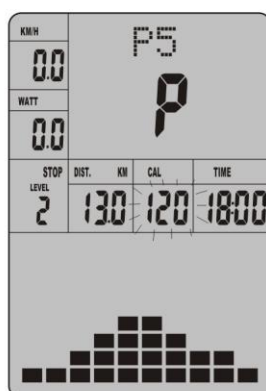 KM/H
0.0
P5
P
WATT
0.0
STOP
LEVEL
2
DIST. KM
13.0
CAL
120
TIME
18:00